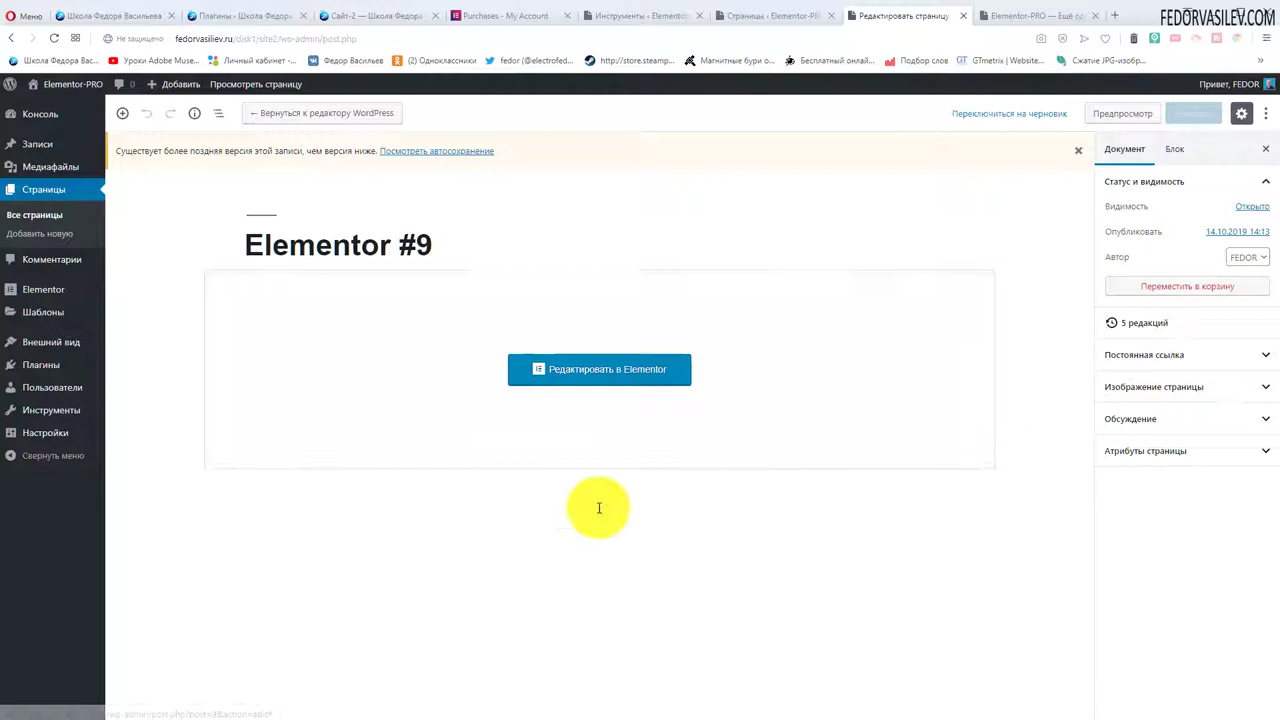 Меню
Школа Федора Васильева
Плагины ‹ Школа Федор
Сайт-2 — Школа Федора
Purchases - My Account
Инструменты ‹ Elemento
Страницы ‹ Elementor-PR
Редактировать страницу
Elementor-PRO — Ещё од
FEDORVASILEV.COM
Не защищено
fedorvasiliev.ru/disk1/site2/wp-admin/post.php
Школа Федор Вас...
Уроки Adobe Muse...
Личный кабинет -...
Федор Васильев
(2) Одноклассники
fedor (@electrofed...
http://store.steamp...
Магнитные бури о...
Бесплатный онлай...
Подбор слов
GTmetrix | Website...
Сжатие JPG-изобр...
Elementor-PRO
0
Добавить
Просмотреть страницу
Привет, FEDOR
Консоль
Записи
Медиафайлы
Страницы
Все страницы
Добавить новую
Комментарии
Elementor
Шаблоны
Внешний вид
Плагины
Пользователи
Инструменты
Настройки
Свернуть меню
← Вернуться к редактору WordPress
Переключиться на черновик
Предпросмотр
Существует более поздняя версия этой записи, чем версия ниже. Посмотреть автосохранение
Elementor #9
Редактировать в Elementor
Документ
Блок
Статус и видимость
Видимость
Открыто
Опубликовать
14.10.2019 14:13
Автор
FEDOR
Переместить в корзину
5 редакций
Постоянная ссылка
Изображение страницы
Обсуждение
Атрибуты страницы